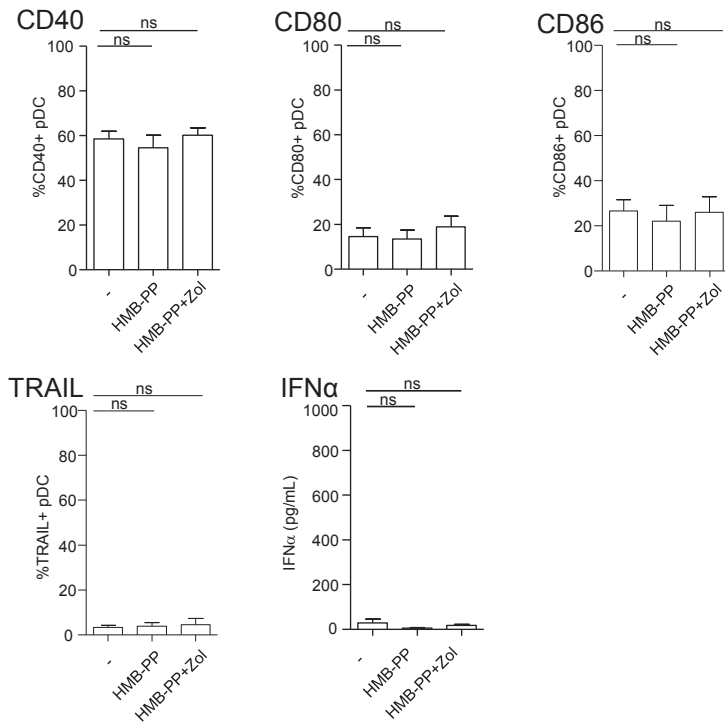 CD40
ns
ns
%CD40+ pDC
100
80
60
40
20
0
-
HMB-PP
HMB-PP+Zol
CD80
ns
ns
%CD80+ pDC
100
80
60
40
20
0
-
HMB-PP
HMB-PP+Zol
CD86
ns
ns
%CD86+ pDC
100
80
60
40
20
0
-
HMB-PP
HMB-PP+Zol
TRAIL
ns
ns
%TRAIL+ pDC
100
80
60
40
20
0
-
HMB-PP
HMB-PP+Zol
IFNα
ns
ns
IFNα (pg/mL)
1000
800
600
400
200
0
-
HMB-PP
HMB-PP+Zol